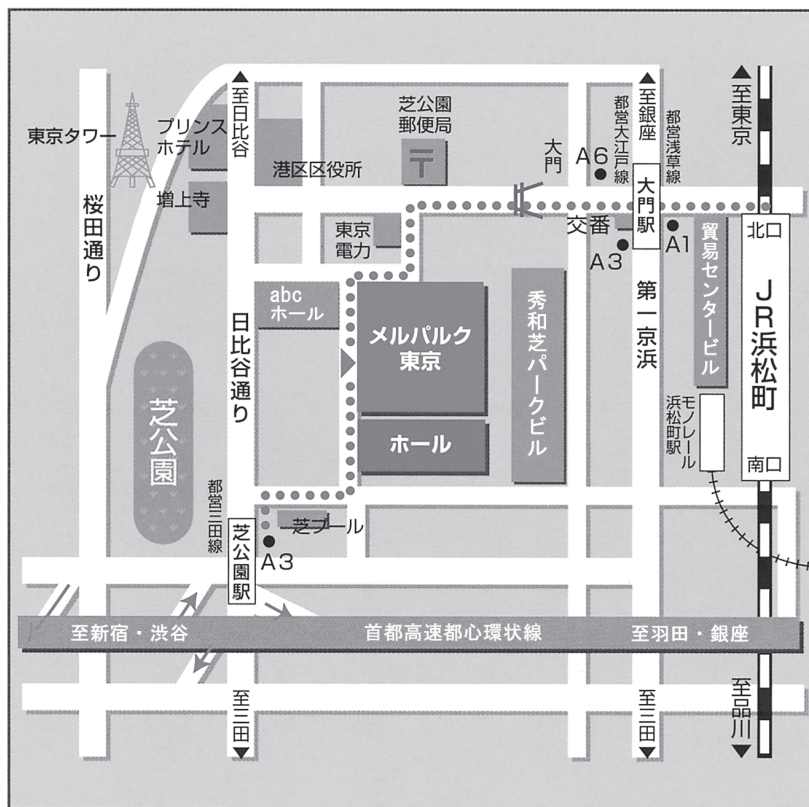 至日比谷
都営大江戸線
至銀座
都営浅草線
至東京
東京タワー
プリンス
ホテル
港区区役所
芝公園
郵便局
〒
大門
A6
大門駅
増上寺
桜田通り
東京
電力
交番
A3
A1
北口
貿易センタービル
JR浜松町
南口
abc
ホール
メルパルク
東京
秀和芝パークビル
第一京浜
日比谷通り
芝公園
ホール
モノレール
浜松町駅
都営三田線
芝公園駅
芝プール
A3
至新宿・渋谷
首都高速都心環状線
至羽田・銀座
至三田
至三田
至品川